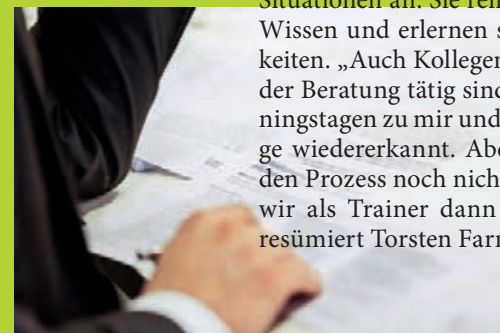 Situationen an. Sie
Wissen und erlernen s
keiten. „Auch Kollegen
der Beratung tätig sind
ningstagen zu mir und
ge wiedererkannt. Abe
den Prozess noch nich
wir als Trainer dann
resümiert Torsten Farr